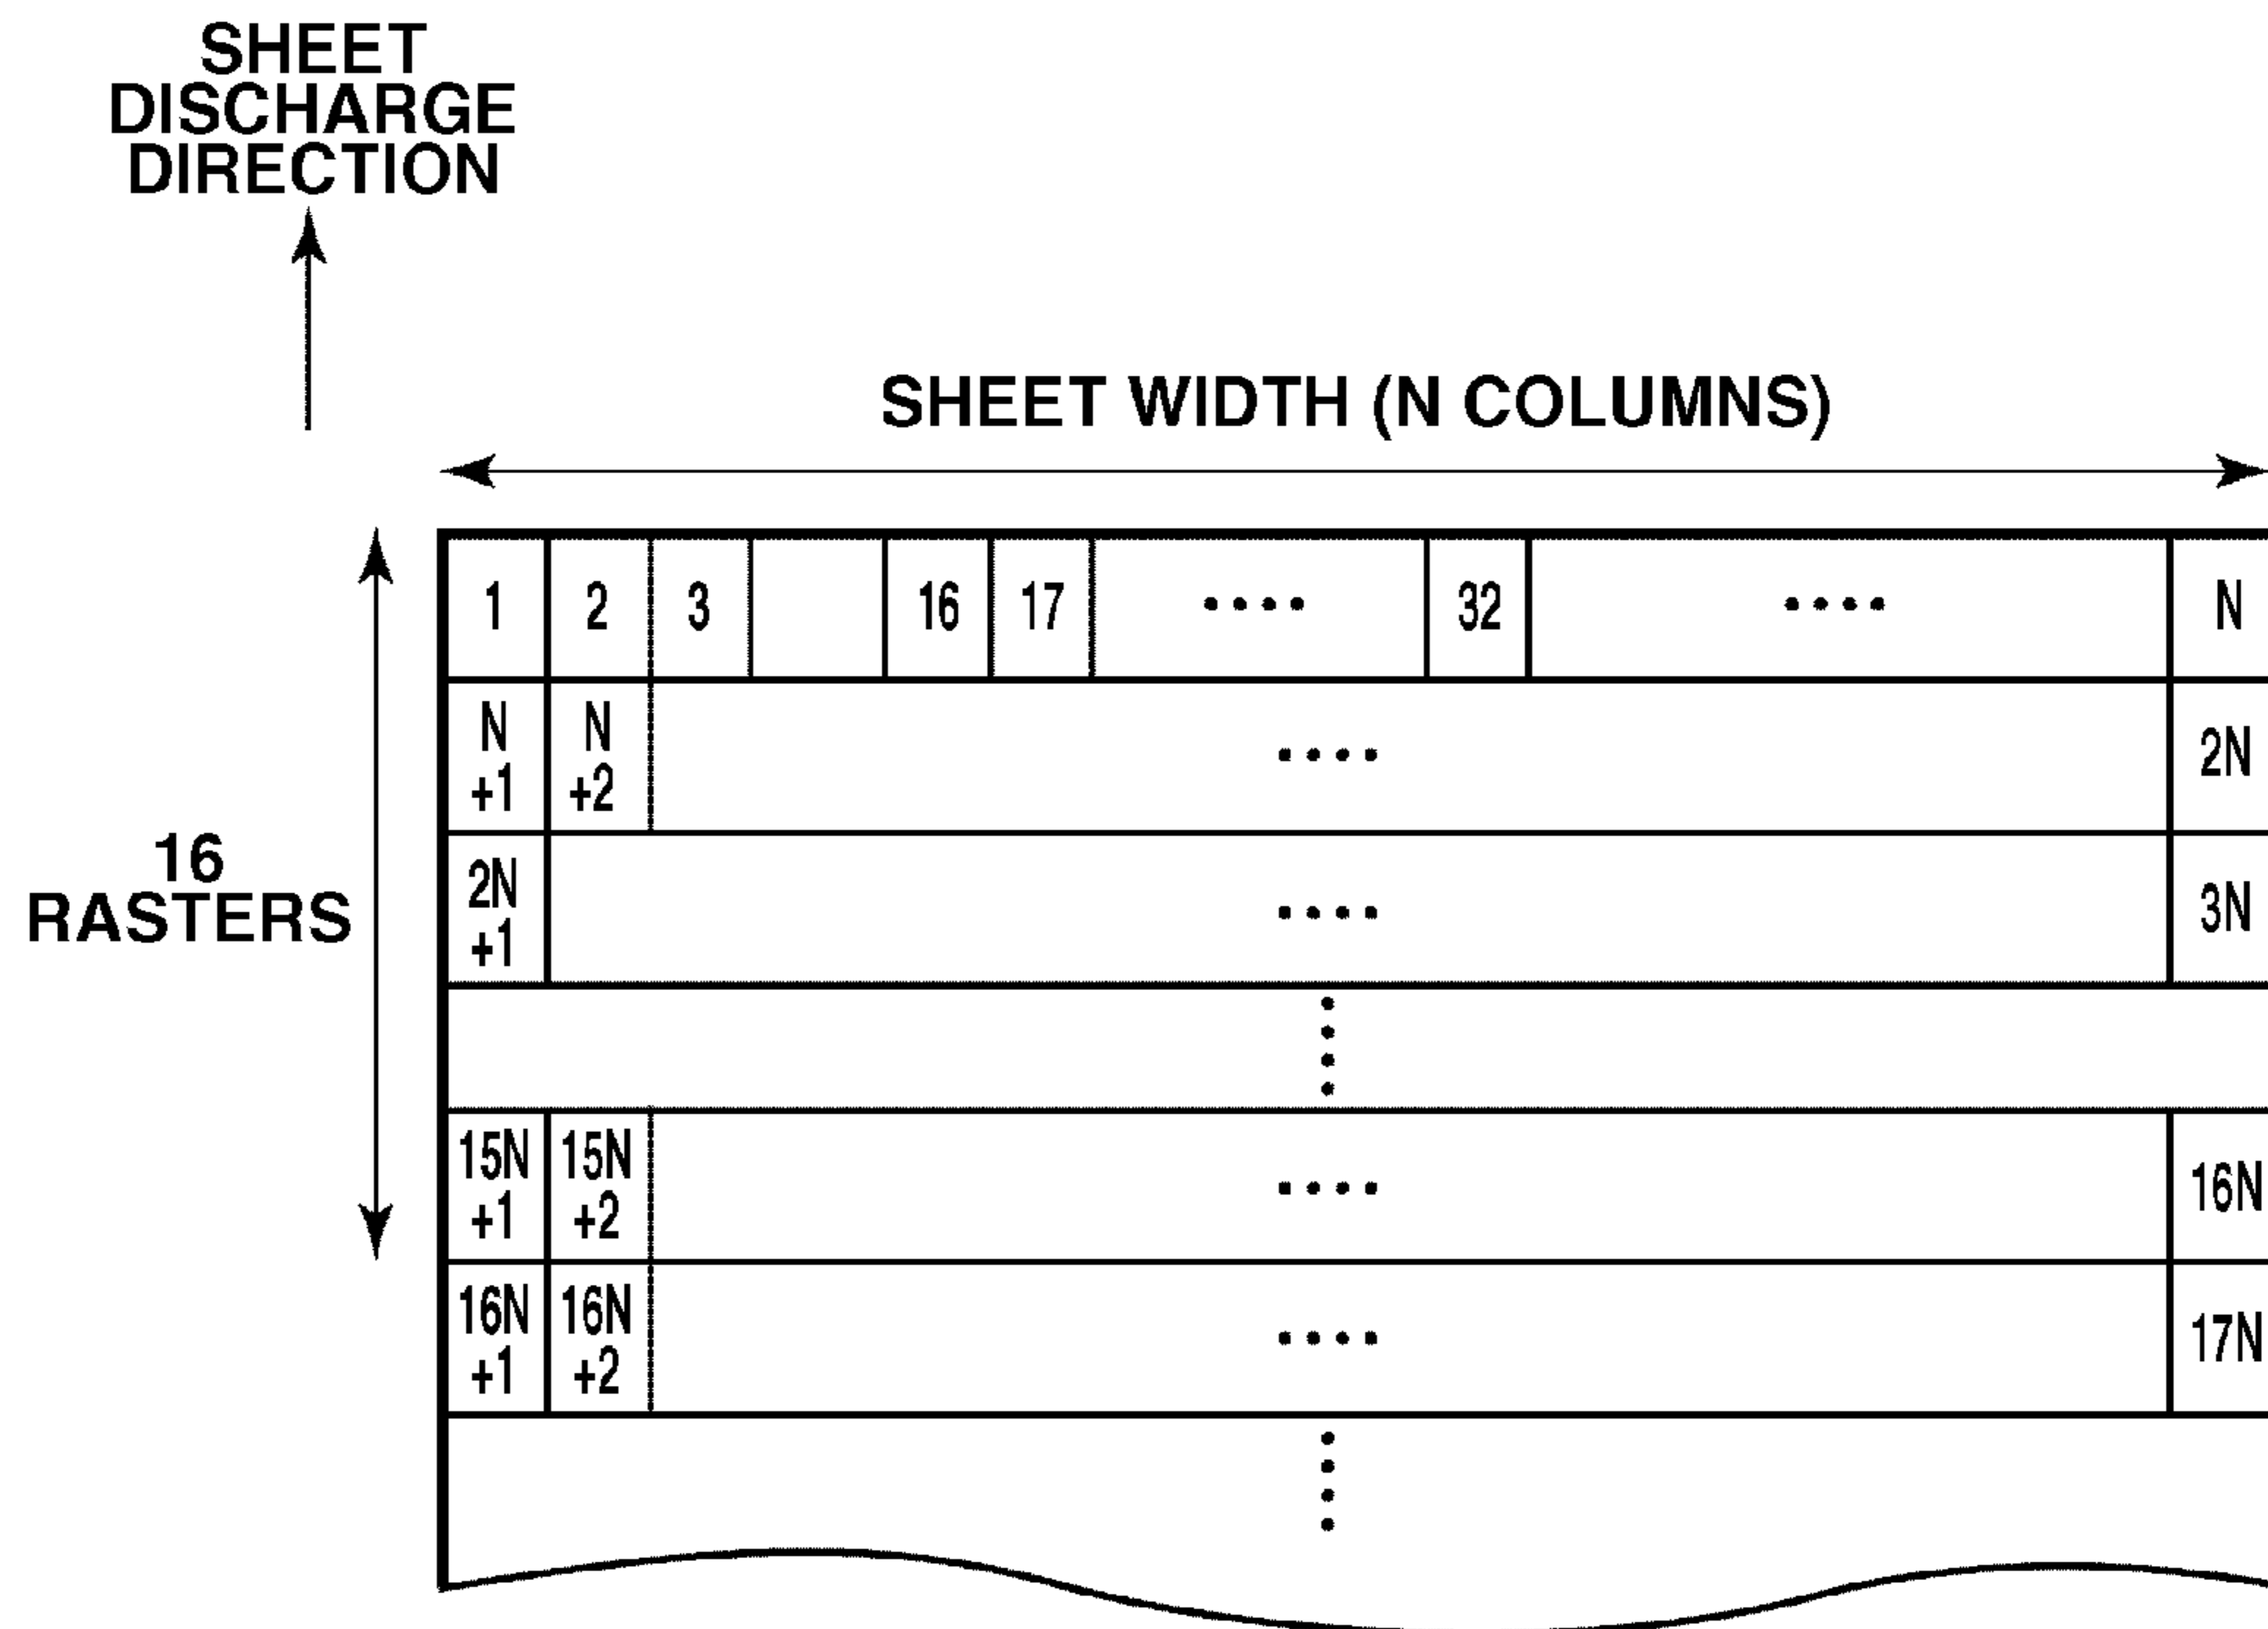 SHEET
DISCHARGE
DIRECTION
SHEET WIDTH (N COLUMNS)
16
RASTERS
1 2 3 16 17 .... 32 .... N
N
+1
N
+2
.... 2N
2N
+1
.... 3N
....
15N
+1
15N
+2
.... 16N
16N
+1
16N
+2
.... 17N
....